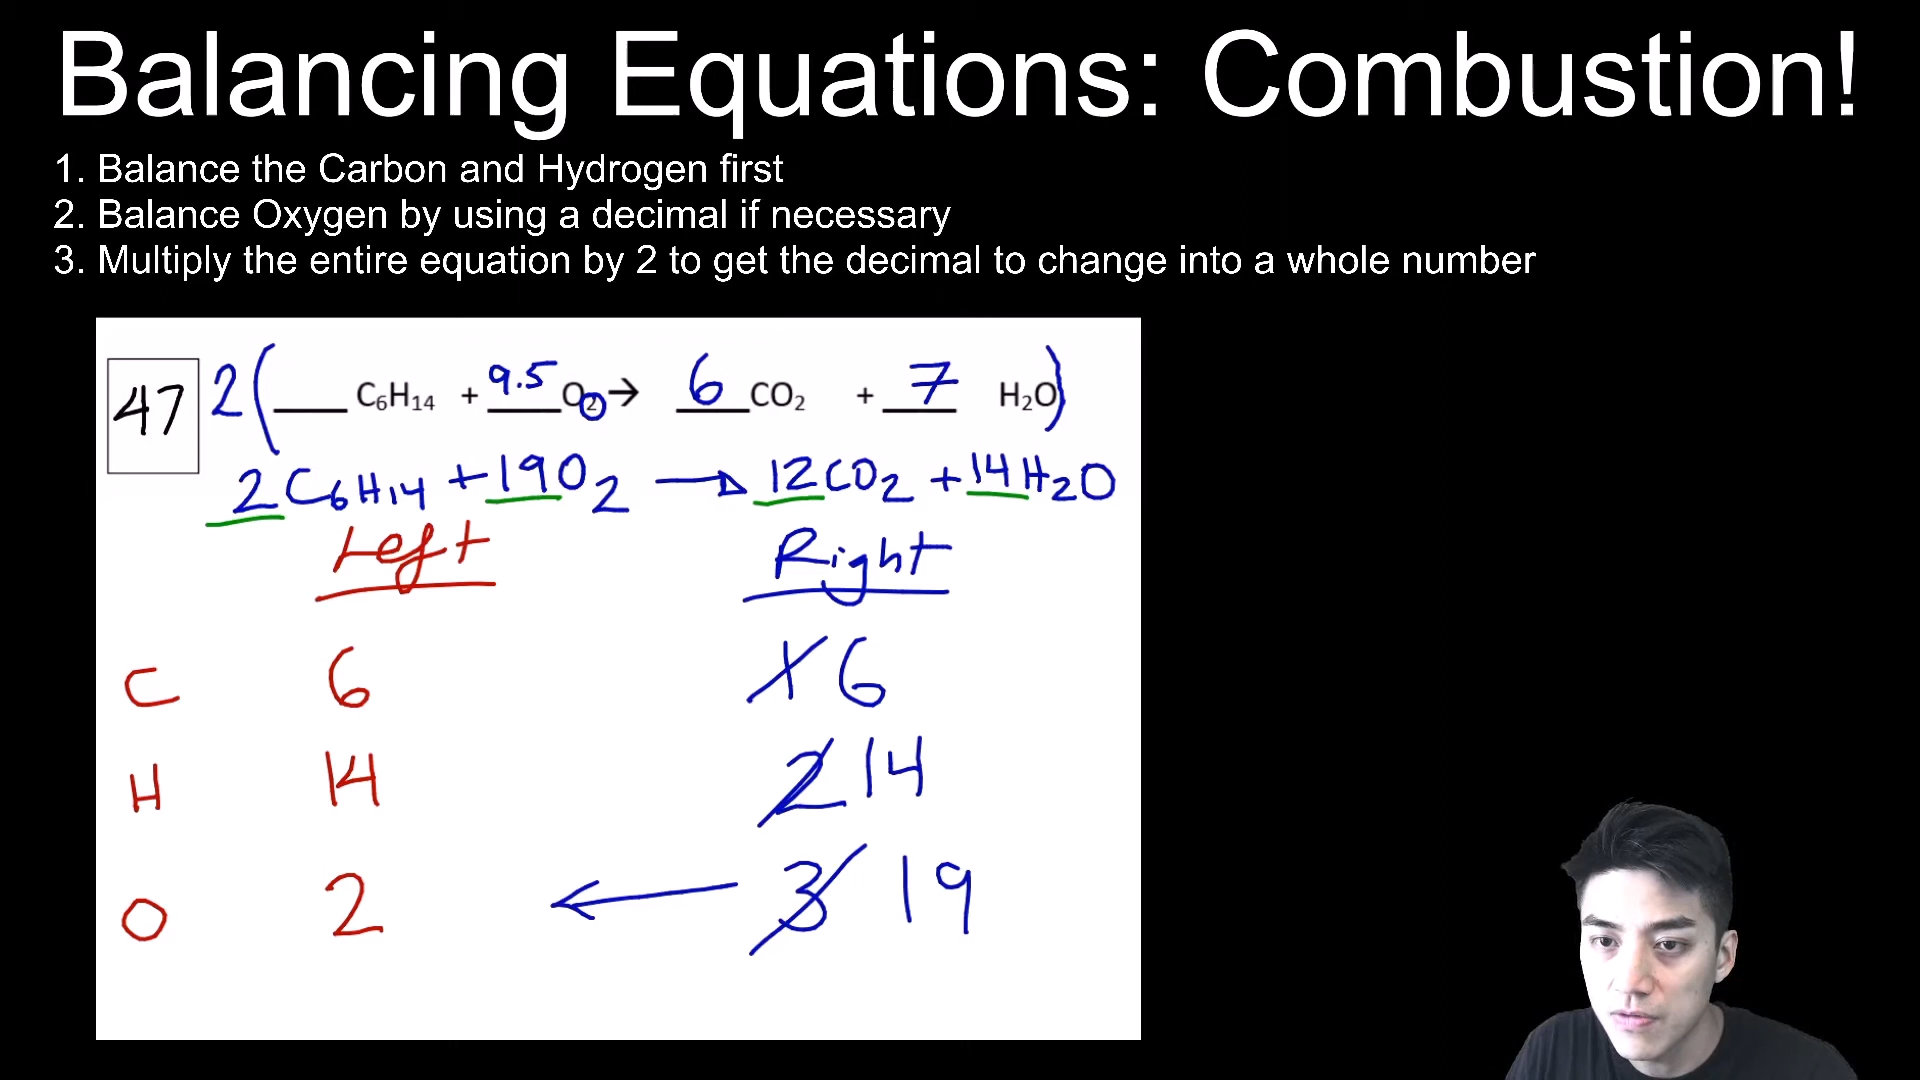 Balancing Equations: Combustion!
1. Balance the Carbon and Hydrogen first
2. Balance Oxygen by using a decimal if necessary
3. Multiply the entire equation by 2 to get the decimal to change into a whole number
47 2(___ C₆H₁₄ + 9.5 O₂ → 6 CO₂ + 7 H₂O)
2C₆H₁₄ + 19O₂ → 12CO₂ + 14H₂O
Left Right
C 6 1 6
H 14 2 14
O 2 ← 3 19